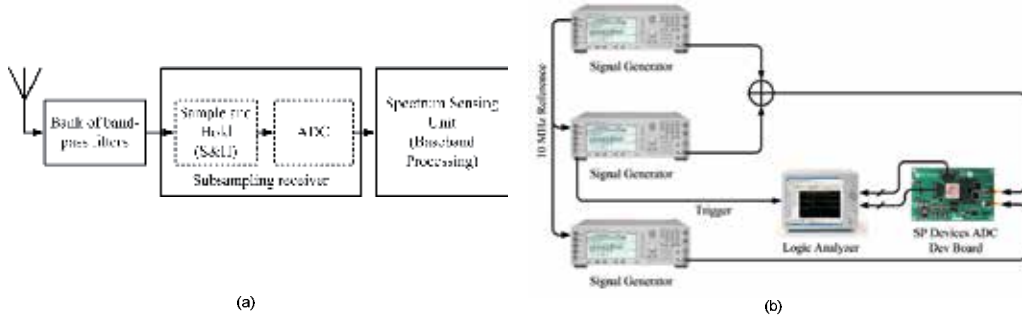 Bank of band-
pass filters
Sample and
Hold
(S&H)
ADC
Subsampling receiver
Spectrum Sensing
Unit
(Baseband
Processing)
(a)
10 MHz Reference
Signal Generator
Signal Generator
Trigger
Signal Generator
Logic Analyzer
SP Devices ADC
Dev Board
(b)